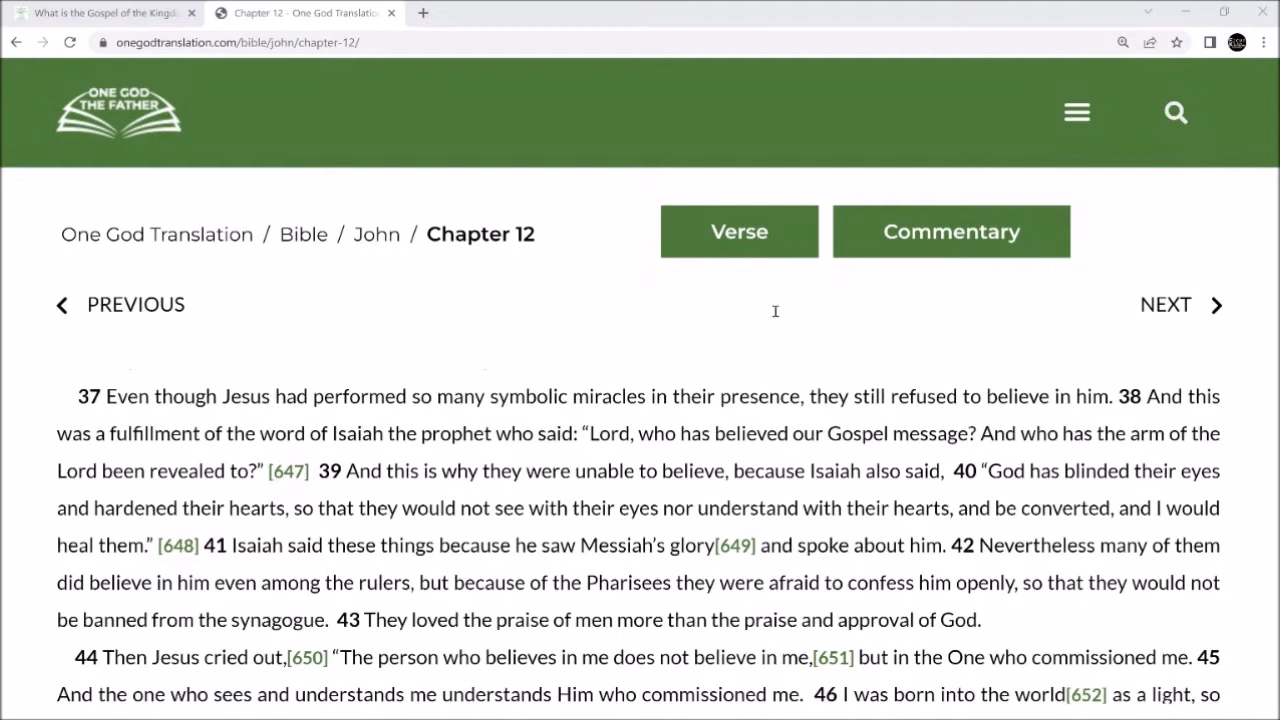 What is the Gospel of the Kingd
Chapter 12 - One God Translatio
onegodtranslation.com/bible/john/chapter-12/
ONE GOD
THE FATHER
One God Translation / Bible / John / Chapter 12
Verse
Commentary
PREVIOUS
NEXT
37 Even though Jesus had performed so many symbolic miracles in their presence, they still refused to believe in him. 38 And this
was a fulfillment of the word of Isaiah the prophet who said: “Lord, who has believed our Gospel message? And who has the arm of the
Lord been revealed to?” [647] 39 And this is why they were unable to believe, because Isaiah also said, 40 “God has blinded their eyes
and hardened their hearts, so that they would not see with their eyes nor understand with their hearts, and be converted, and I would
heal them.” [648] 41 Isaiah said these things because he saw Messiah’s glory[649] and spoke about him. 42 Nevertheless many of them
did believe in him even among the rulers, but because of the Pharisees they were afraid to confess him openly, so that they would not
be banned from the synagogue. 43 They loved the praise of men more than the praise and approval of God.
44 Then Jesus cried out,[650] “The person who believes in me does not believe in me,[651] but in the One who commissioned me. 45
And the one who sees and understands me understands Him who commissioned me. 46 I was born into the world[652] as a light, so